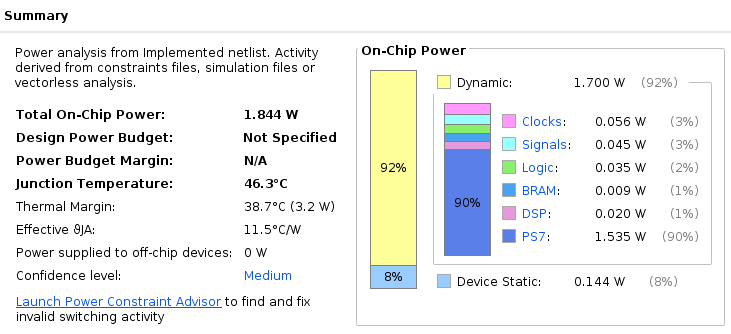 Summary
Power analysis from Implemented netlist. Activity
derived from constraints files, simulation files or
vectorless analysis.
Total On-Chip Power: 1.844 W
Design Power Budget: Not Specified
Power Budget Margin: N/A
Junction Temperature: 46.3°C
Thermal Margin: 38.7°C (3.2 W)
Effective ϑJA: 11.5°C/W
Power supplied to off-chip devices: 0 W
Confidence level: Medium
Launch Power Constraint Advisor to find and fix
invalid switching activity
On-Chip Power
92%
8%
Dynamic: 1.700 W (92%)
90%
Clocks: 0.056 W (3%)
Signals: 0.045 W (3%)
Logic: 0.035 W (2%)
BRAM: 0.009 W (1%)
DSP: 0.020 W (1%)
PS7: 1.535 W (90%)
Device Static: 0.144 W (8%)